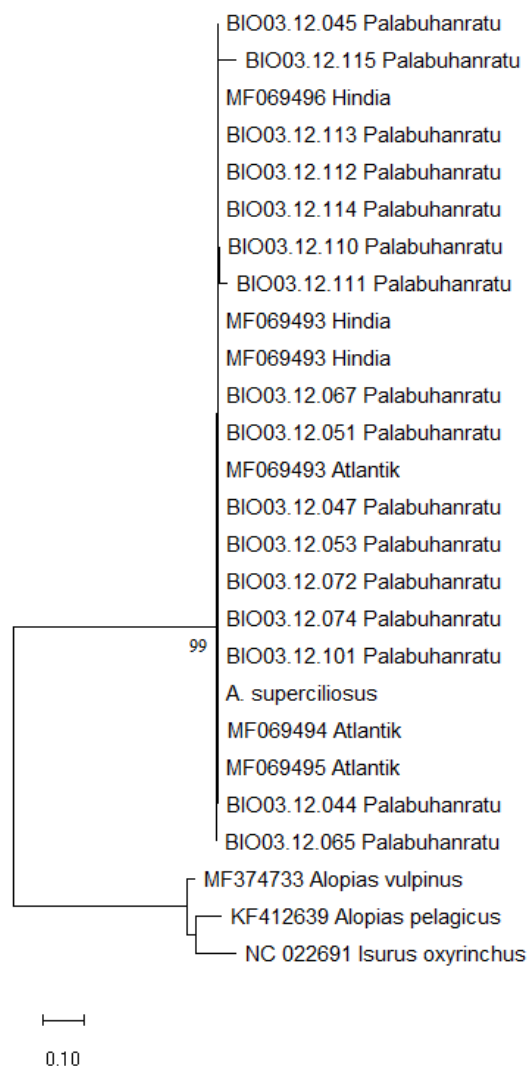 BIO03.12.045 Palabuhanratu
BIO03.12.115 Palabuhanratu
MF069496 Hindia
BIO03.12.113 Palabuhanratu
BIO03.12.112 Palabuhanratu
BIO03.12.114 Palabuhanratu
BIO03.12.110 Palabuhanratu
BIO03.12.111 Palabuhanratu
MF069493 Hindia
MF069493 Hindia
BIO03.12.067 Palabuhanratu
BIO03.12.051 Palabuhanratu
MF069493 Atlantik
BIO03.12.047 Palabuhanratu
BIO03.12.053 Palabuhanratu
BIO03.12.072 Palabuhanratu
BIO03.12.074 Palabuhanratu
99
BIO03.12.101 Palabuhanratu
A. superciliosus
MF069494 Atlantik
MF069495 Atlantik
BIO03.12.044 Palabuhanratu
BIO03.12.065 Palabuhanratu
MF374733 Alopias vulpinus
KF412639 Alopias pelagicus
NC 022691 Isurus oxyrinchus
0.10